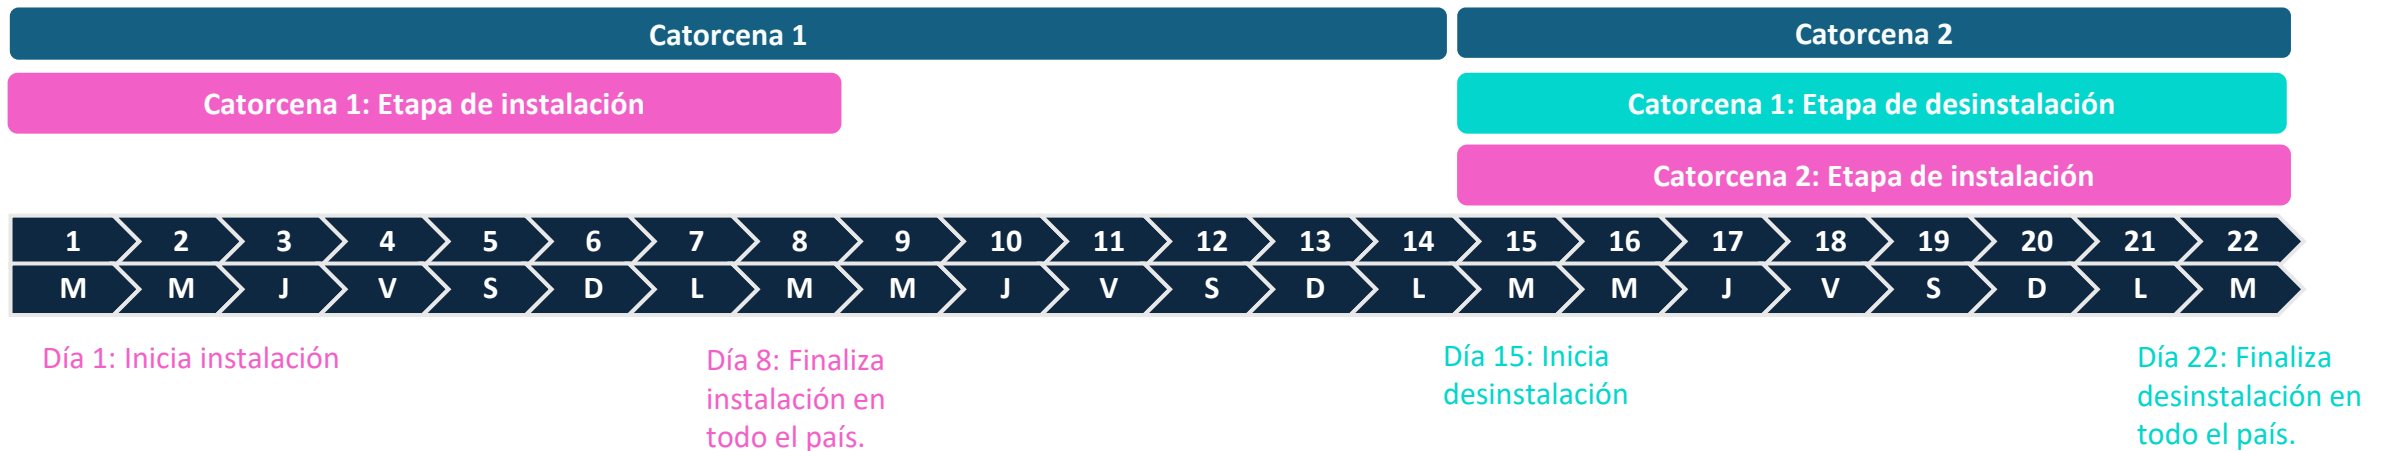 Catorcena 1 Catorcena 2
Catorcena 1: Etapa de instalación Catorcena 1: Etapa de desinstalación
Catorcena 2: Etapa de instalación
1 2 3 4 5 6 7 8 9 10 11 12 13 14 15 16 17 18 19 20 21 22
M M J V S D L M M J V S D L M M J V S D L M
Día 1: Inicia instalación
Día 8: Finaliza
instalación en
todo el país.
Día 15: Inicia
desinstalación
Día 22: Finaliza
desinstalación en
todo el país.